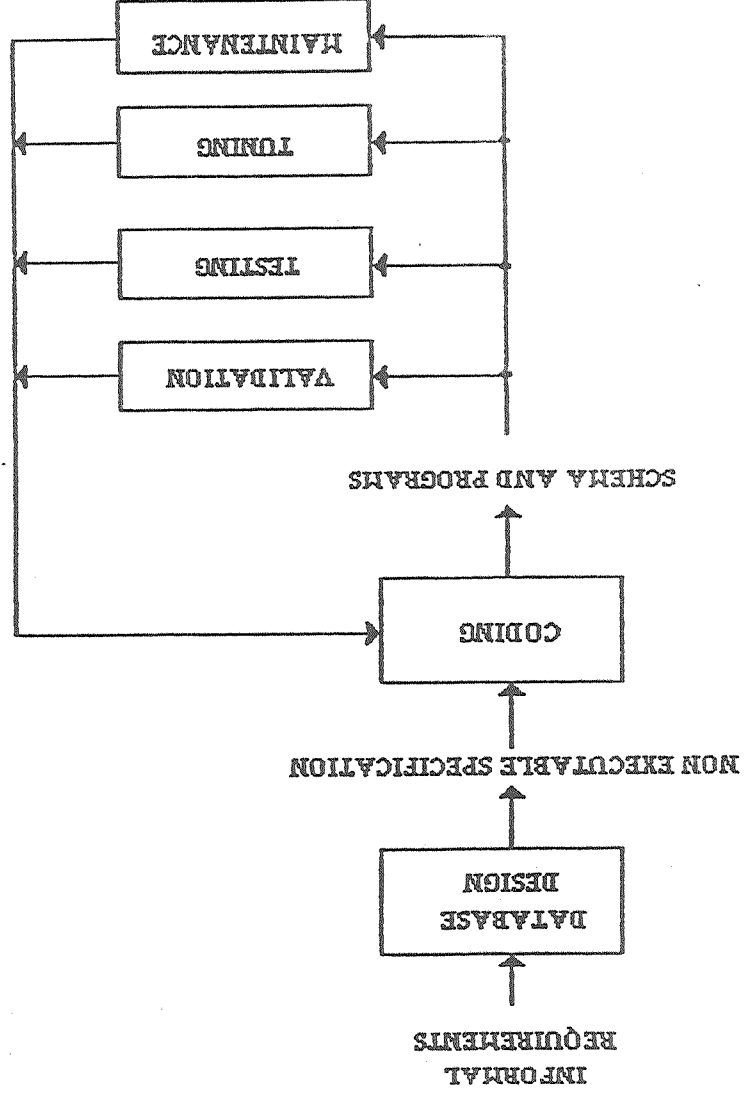 INFORMAL
REQUIREMENTS
DATABASE
DESIGN
NON EXECUTABLE SPECIFICATION
CODING
SCHEMA AND PROGRAMS
VALIDATION
TESTING
TUNING
MAINTENANCE